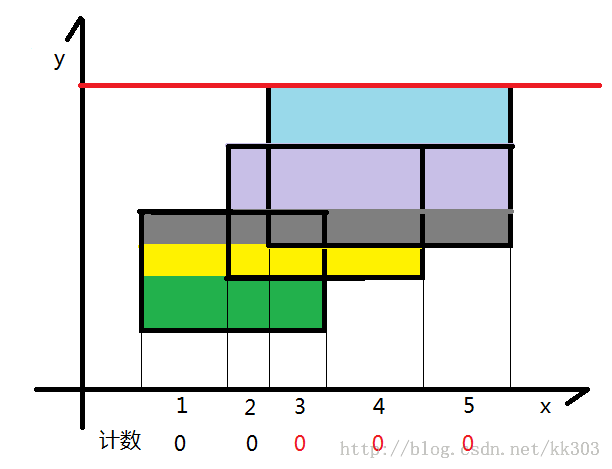 y
1 2 3 4 5 x
计数 0 0 0 0 0
http://blog.csdn.net/kk303